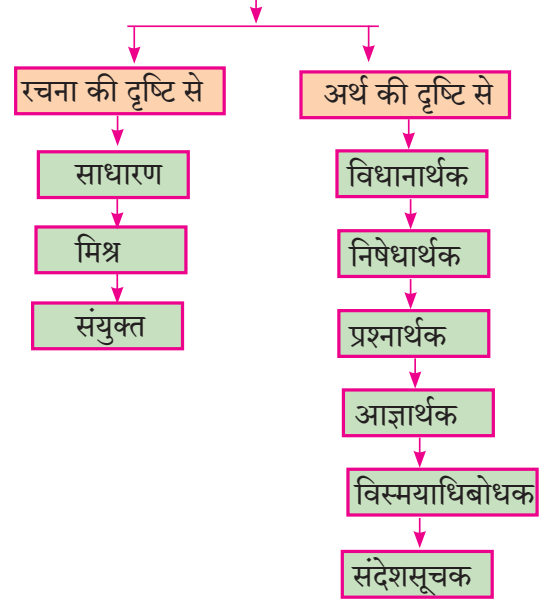 रचना की दृष्टि से
साधारण
मिश्र
संयुक्त
अर्थ की दृष्टि से
विधानार्थक
निषेधार्थक
प्रश्नार्थक
आज्ञार्थक
विस्मयाधिबोधक
संदेशसूचक